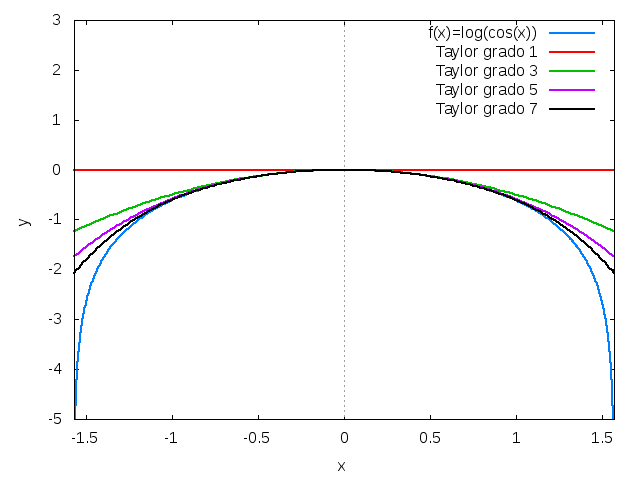 f(x)=log(cos(x))
Taylor grado 1
Taylor grado 3
Taylor grado 5
Taylor grado 7
3
2
1
0
-1
-2
-3
-4
-5
y
-1.5 -1 -0.5 0 0.5 1 1.5
x